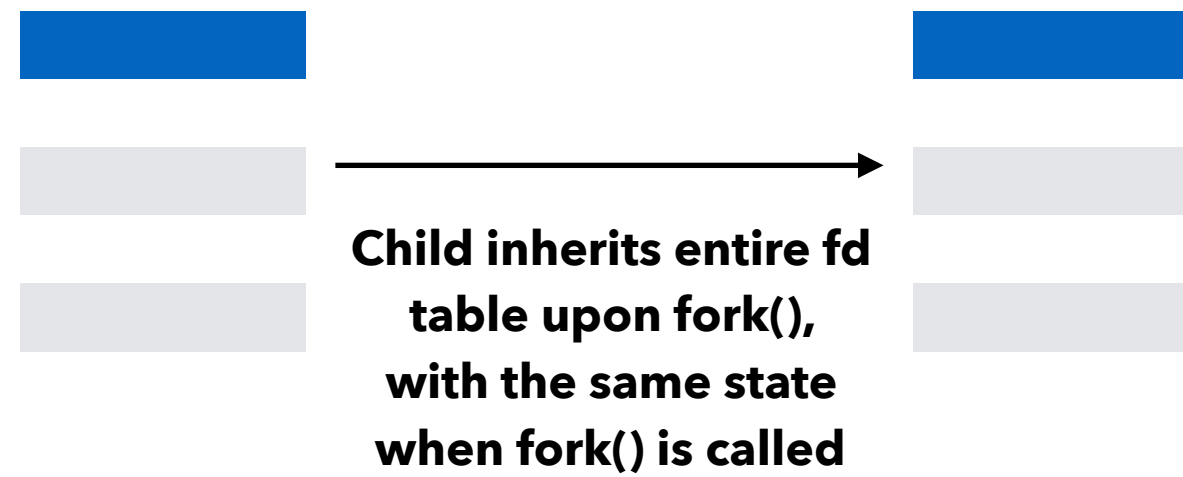 Child inherits entire fd
table upon fork(),
with the same state
when fork() is called